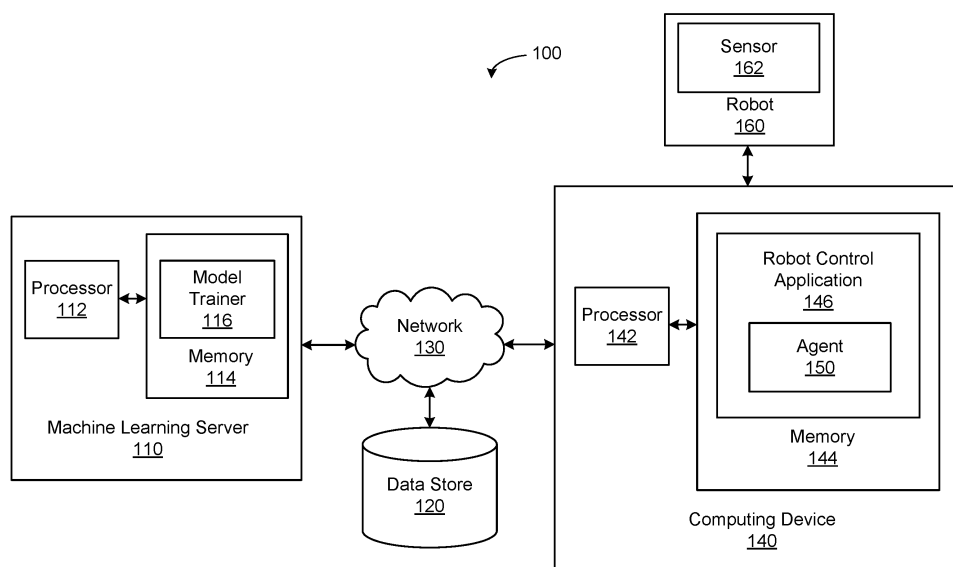 100
Sensor
162
Robot
160
Processor
112
Model
Trainer
116
Memory
114
Machine Learning Server
110
Network
130
Data Store
120
Processor
142
Robot Control
Application
146
Agent
150
Memory
144
Computing Device
140